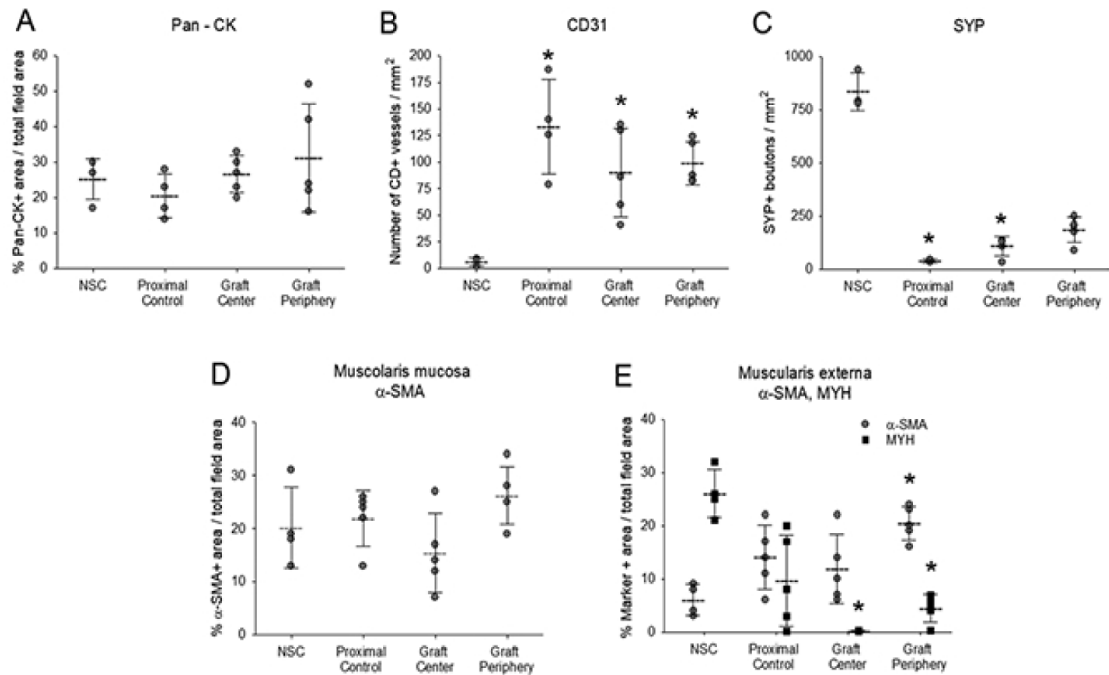 A
Pan - CK
% Pan-CK+ area / total field area
60
50
40
30
20
10
0
NSC
Proximal Control
Graft Center
Graft Periphery
B
CD31
Number of CD+ vessels / mm²
200
175
150
125
100
75
50
25
0
*
*
*
NSC
Proximal Control
Graft Center
Graft Periphery
C
SYP
SYP+ boutons / mm²
1000
750
500
250
0
*
*
NSC
Proximal Control
Graft Center
Graft Periphery
D
Muscolaris mucosa
α-SMA
% α-SMA+ area / total field area
40
30
20
10
0
NSC
Proximal Control
Graft Center
Graft Periphery
E
Muscularis externa
α-SMA, MYH
% Marker + area / total field area
40
30
20
10
0
α-SMA
MYH
*
*
*
NSC
Proximal Control
Graft Center
Graft Periphery